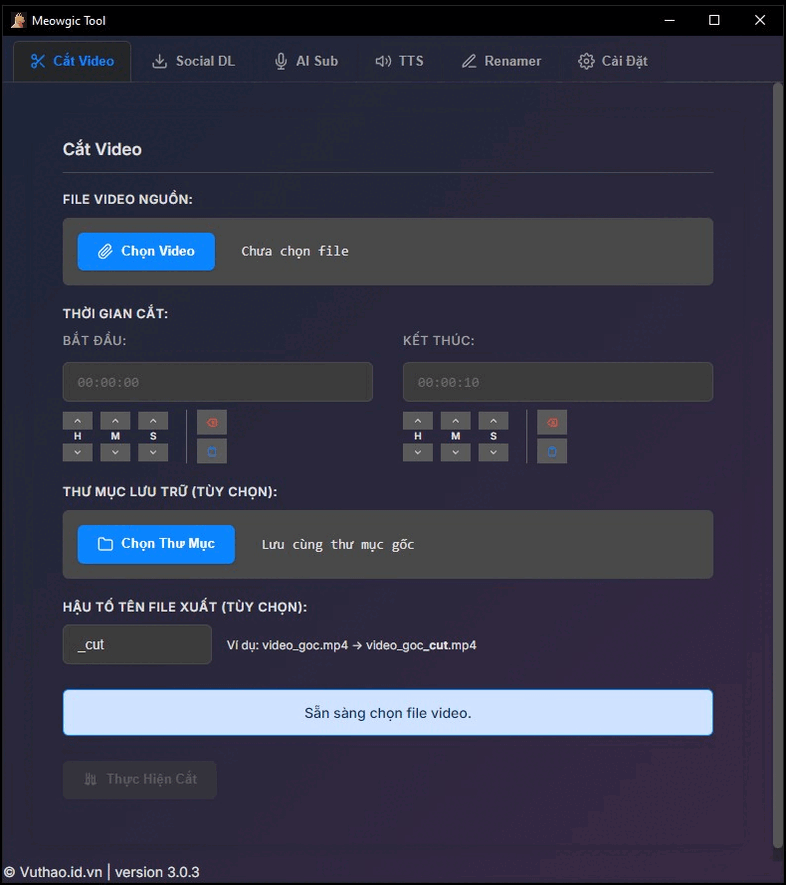 Meowgic Tool
Cắt Video Social DL AI Sub TTS Renamer Cài Đặt
Cắt Video
FILE VIDEO NGUỒN:
Chọn Video Chưa chọn file
THỜI GIAN CẮT:
BẮT ĐẦU: KẾT THÚC:
00:00:00 00:00:10
H M S H M S
THƯ MỤC LƯU TRỮ (TÙY CHỌN):
Chọn Thư Mục Lưu cùng thư mục gốc
HẬU TỐ TÊN FILE XUẤT (TÙY CHỌN):
_cut Ví dụ: video_goc.mp4 → video_goc_cut.mp4
Sẵn sàng chọn file video.
Thực Hiện Cắt
© Vuthao.id.vn | version 3.0.3